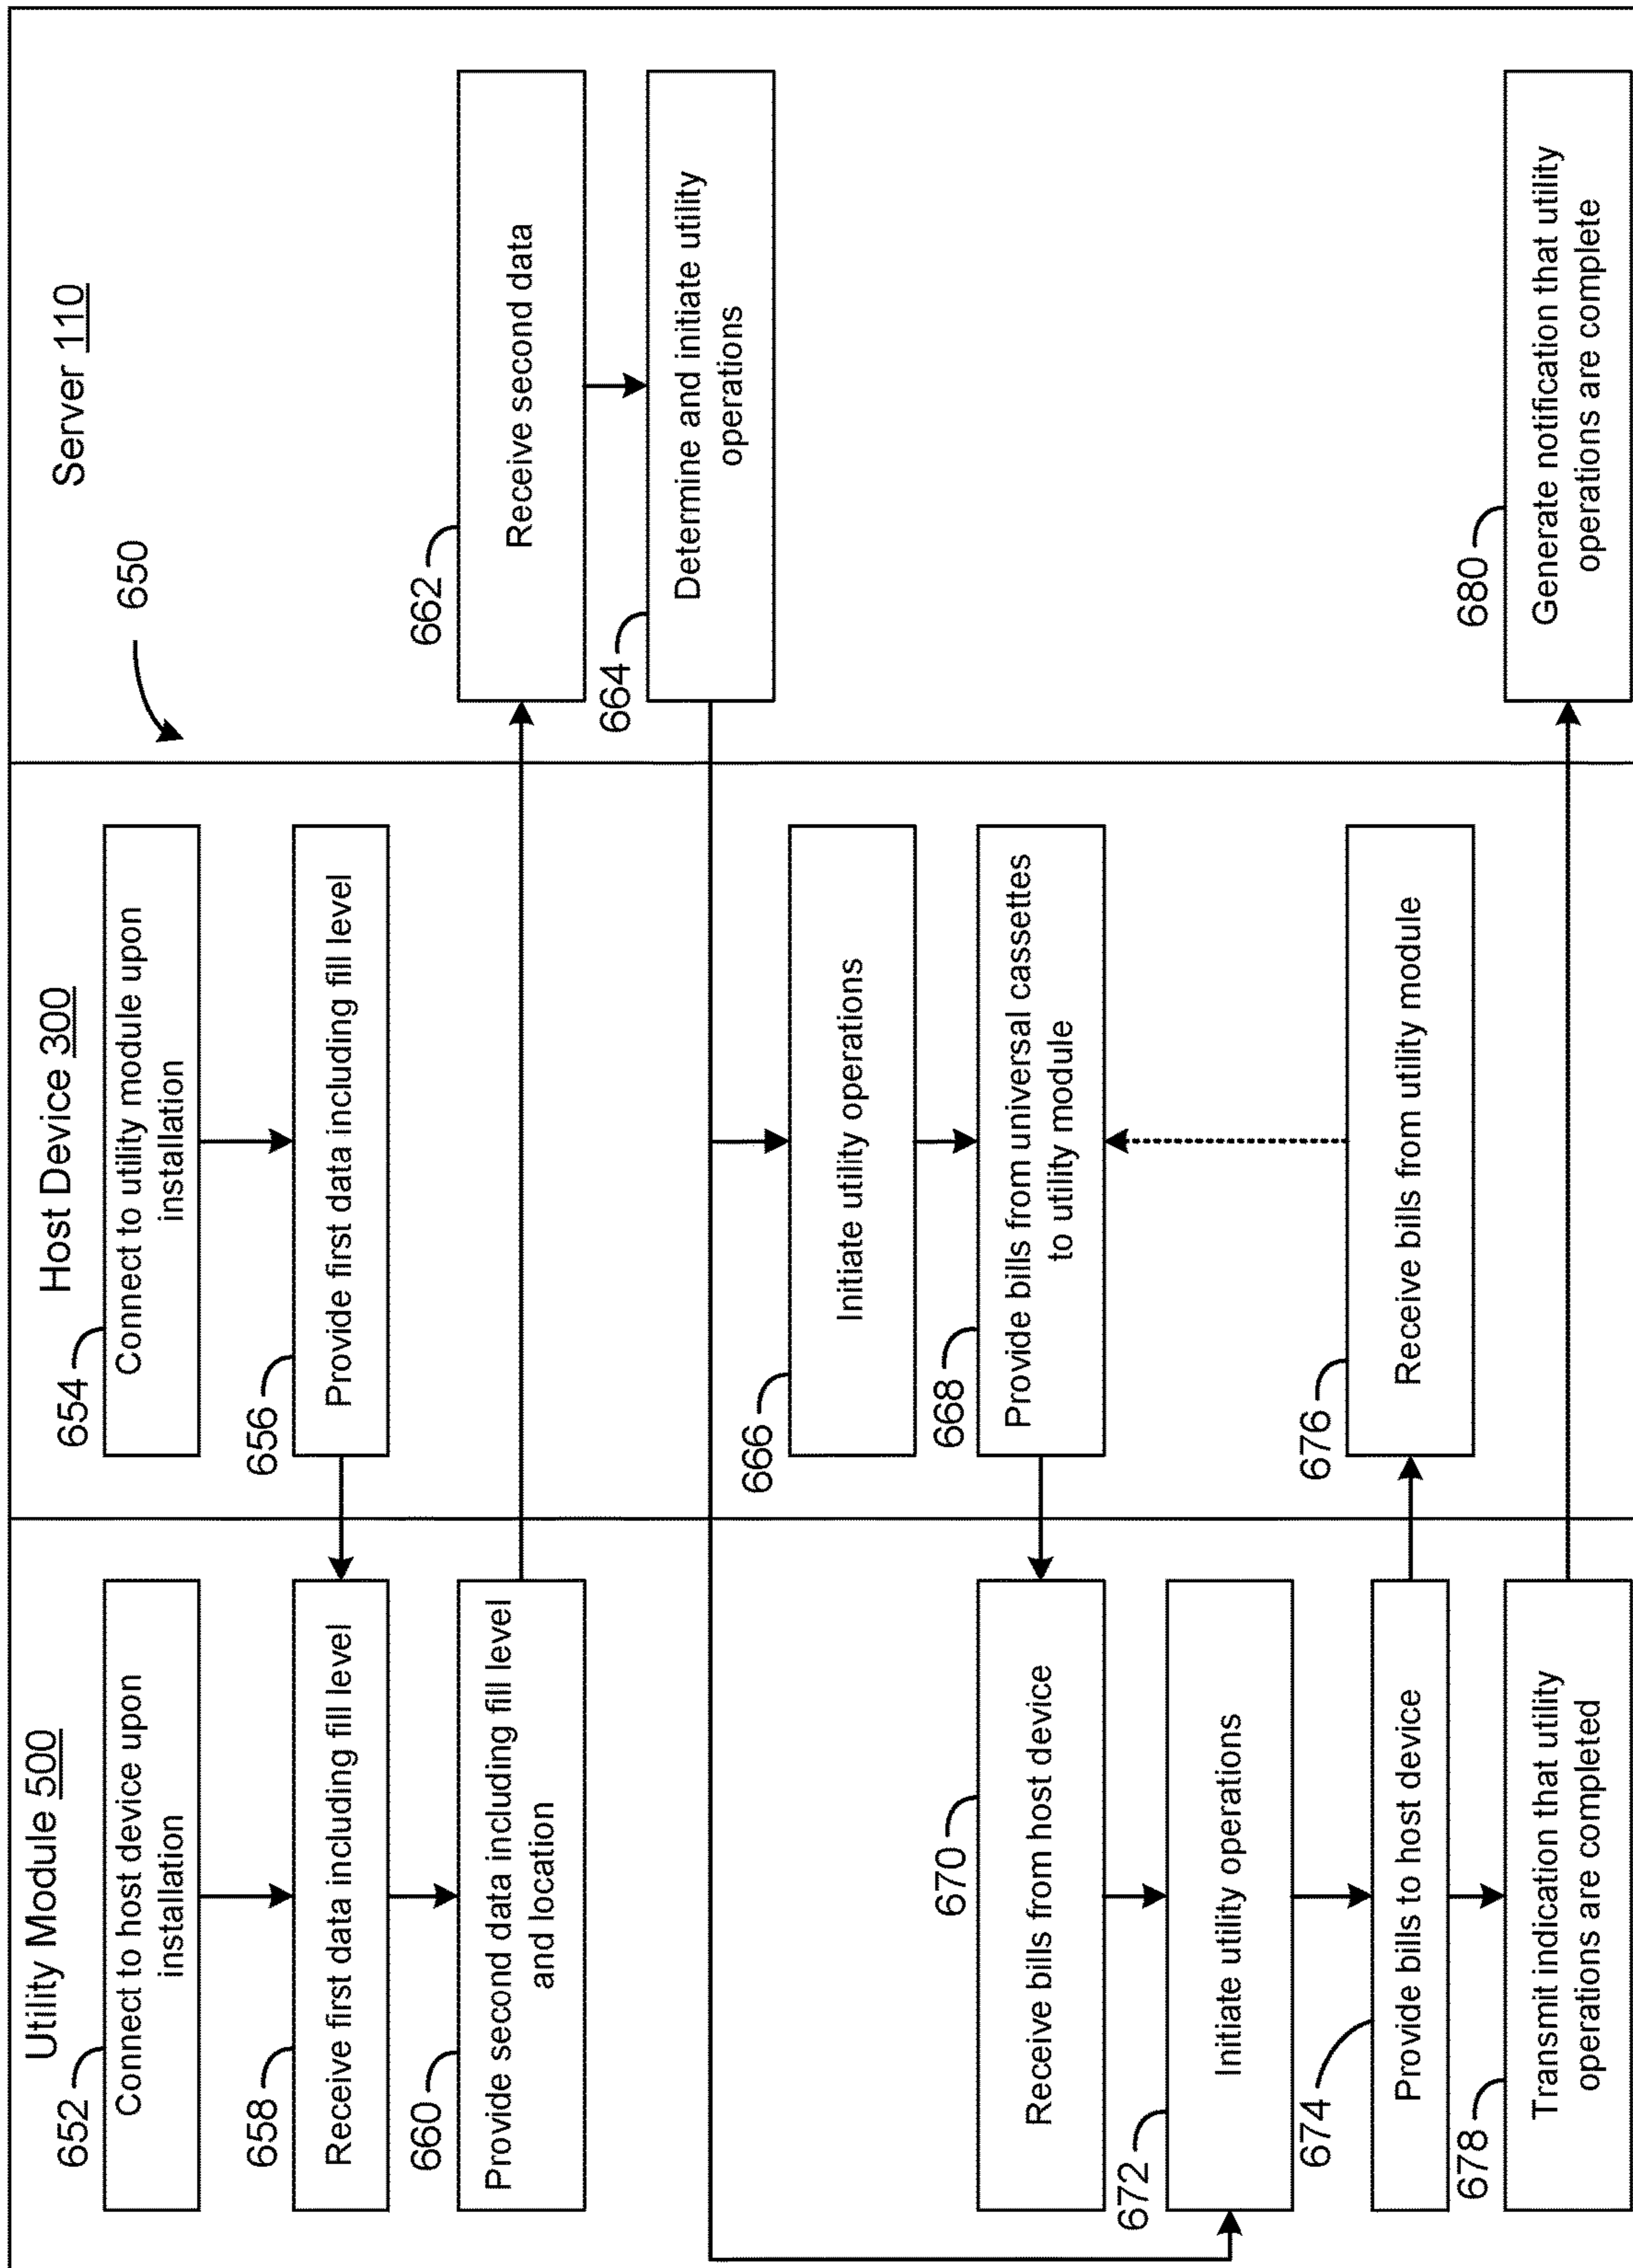 Utility Module 500
652
Connect to host device upon
installation
658
Receive first data including fill level
660
Provide second data including fill level
and location
670
Receive bills from host device
672
Initiate utility operations
674
Provide bills to host device
678
Transmit indication that utility
operations are completed
Host Device 300
654
Connect to utility module upon
installation
656
Provide first data including fill level
666
Initiate utility operations
668
Provide bills from universal cassettes
to utility module
676
Receive bills from utility module
650
Server 110
662
Receive second data
664
Determine and initiate utility
operations
680
Generate notification that utility
operations are complete